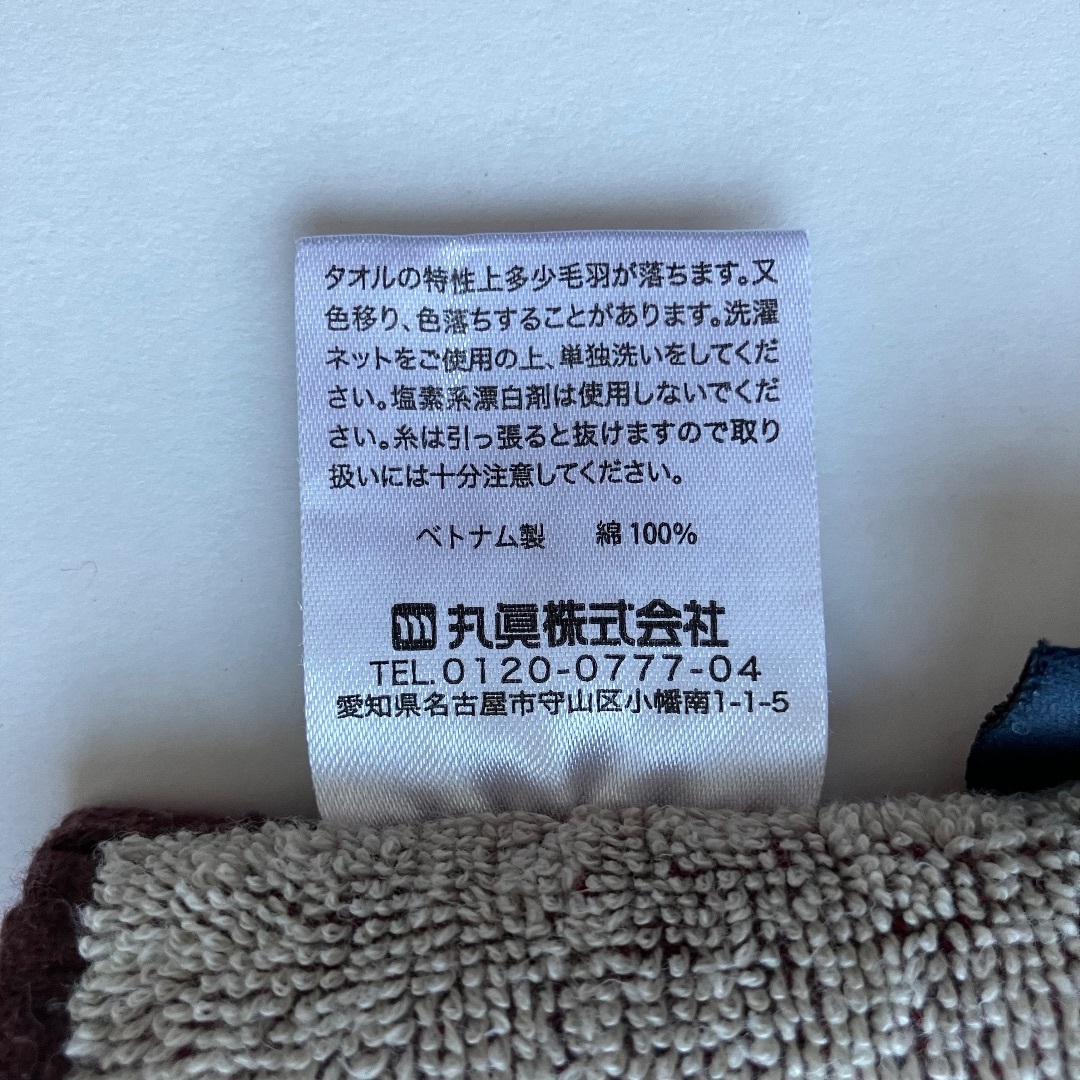 タオルの特性上多少毛羽が落ちます。又
色移り、色落ちすることがあります。洗濯
ネットをご使用の上、単独洗いをしてくだ
さい。塩素系漂白剤は使用しないでくだ
さい。糸は引っ張ると抜けますので取り
扱いには十分注意してください。
ベトナム製 綿100%
丸眞株式会社
TEL.0120-0777-04
愛知県名古屋市守山区小幡南1-1-5